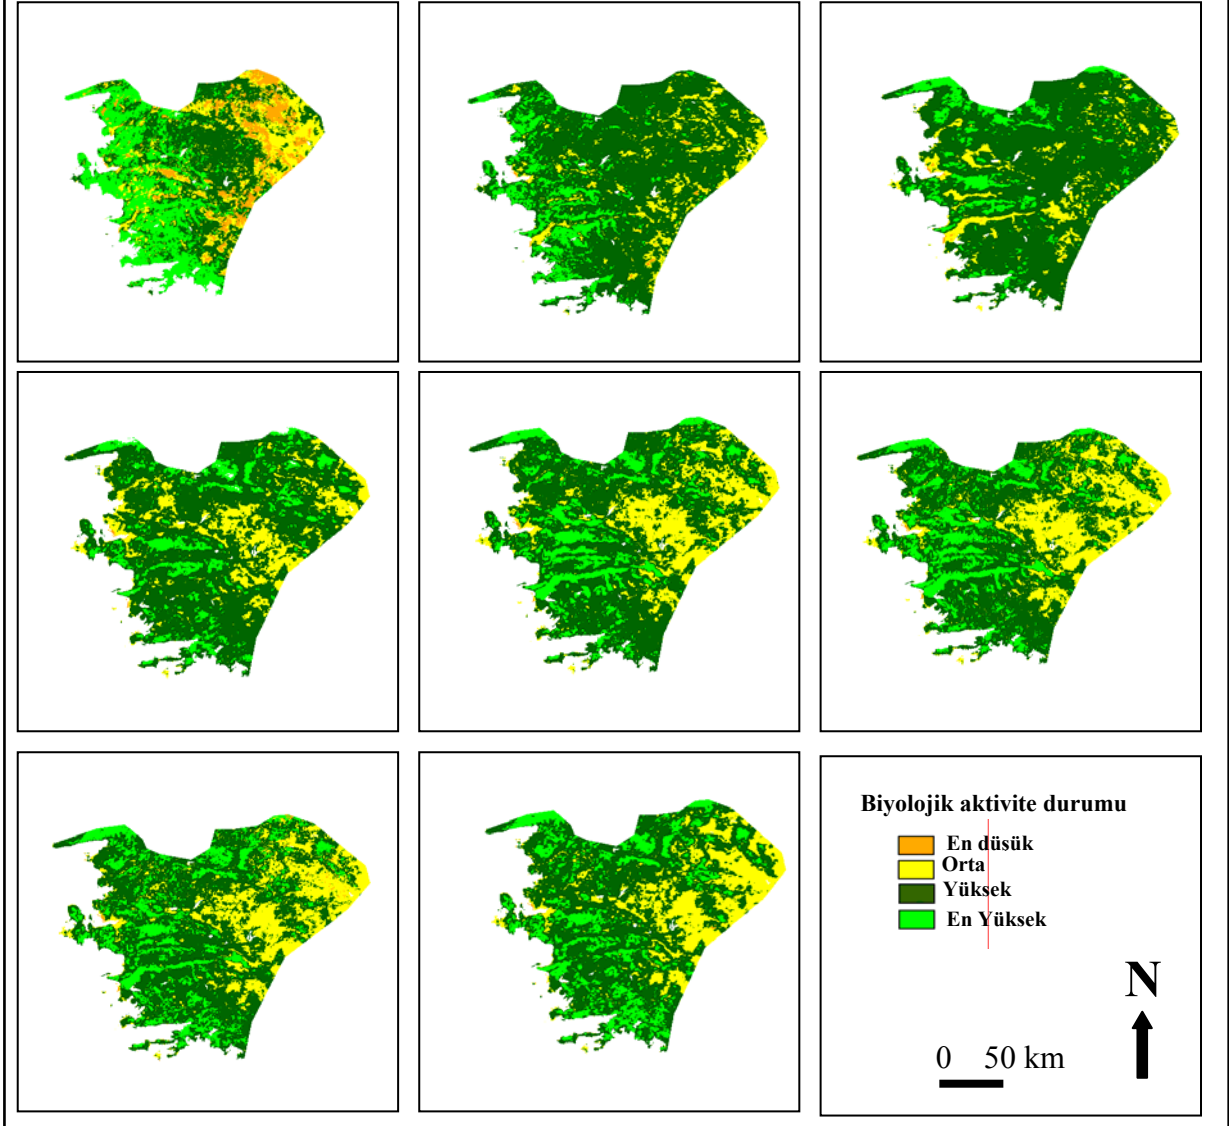 Biyolojik aktivite durumu
En düsük
Orta
Yüksek
En Yüksek
N
0 50 km